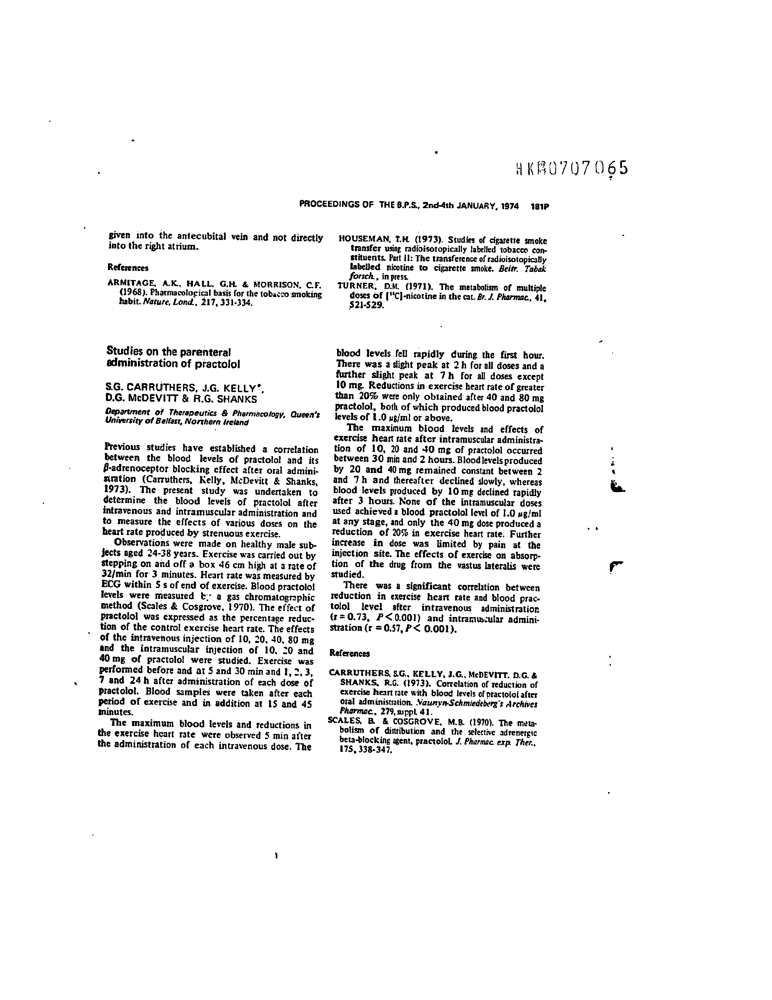 HKR0707065
PROCEEDINGS OF THE B.P.S., 2nd-4th JANUARY, 1974 181P
given into the antecubital vein and not directly
into the right atrium.
References
ARMITAGE, A.K., HALL, G.H. & MORRISON, C.F.
(1968). Pharmacological basis for the tobacco smoking
habit. Nature, Lond., 217, 331-334.
HOUSEMAN, T.H. (1973). Studies of cigarette smoke
transfer using radioisotopically labelled tobacco con-
stituents. Part II: The transference of radioisotopically
labelled nicotine to cigarette smoke. Beitr. Tabak
forsch., in press.
TURNER, D.M. (1971). The metabolism of multiple
doses of [¹⁴C]-nicotine in the cat. Br. J. Pharmac., 41,
521-529.
Studies on the parenteral
administration of practolol
S.G. CARRUTHERS, J.G. KELLY*,
D.G. McDEVITT & R.G. SHANKS
Department of Therapeutics & Pharmacology, Queen's
University of Belfast, Northern Ireland
Previous studies have established a correlation
between the blood levels of practolol and its
β-adrenoceptor blocking effect after oral admini-
stration (Carruthers, Kelly, McDevitt & Shanks,
1973). The present study was undertaken to
determine the blood levels of practolol after
intravenous and intramuscular administration and
to measure the effects of various doses on the
heart rate produced by strenuous exercise.
Observations were made on healthy male sub-
jects aged 24-38 years. Exercise was carried out by
stepping on and off a box 46 cm high at a rate of
32/min for 3 minutes. Heart rate was measured by
ECG within 5 s of end of exercise. Blood practolol
levels were measured by a gas chromatographic
method (Scales & Cosgrove, 1970). The effect of
practolol was expressed as the percentage reduc-
tion of the control exercise heart rate. The effects
of the intravenous injection of 10, 20, 40, 80 mg
and the intramuscular injection of 10, 20 and
40 mg of practolol were studied. Exercise was
performed before and at 5 and 30 min and 1, 2, 3,
7 and 24 h after administration of each dose of
practolol. Blood samples were taken after each
period of exercise and in addition at 15 and 45
minutes.
The maximum blood levels and reductions in
the exercise heart rate were observed 5 min after
the administration of each intravenous dose. The
blood levels fell rapidly during the first hour.
There was a slight peak at 2 h for all doses and a
further slight peak at 7 h for all doses except
10 mg. Reductions in exercise heart rate of greater
than 20% were only obtained after 40 and 80 mg
practolol, both of which produced blood practolol
levels of 1.0 µg/ml or above.
The maxinum blood levels and effects of
exercise heart rate after intramuscular administra-
tion of 10, 20 and 40 mg of practolol occurred
between 30 min and 2 hours. Blood levels produced
by 20 and 40 mg remained constant between 2
and 7 h and thereafter declined slowly, whereas
blood levels produced by 10 mg declined rapidly
after 3 hours. None of the intramuscular doses
used achieved a blood practolol level of 1.0 µg/ml
at any stage, and only the 40 mg dose produced a
reduction of 20% in exercise heart rate. Further
increase in dose was limited by pain at the
injection site. The effects of exercise on absorp-
tion of the drug from the vastus lateralis were
studied.
There was a significant correlation between
reduction in exercise heart rate and blood prac-
tolol level after intravenous administration
(r = 0.73, P < 0.001) and intramuscular admini-
stration (r = 0.57, P < 0.001).
References
CARRUTHERS, S.G., KELLY, J.G., McDEVITT, D.G. &
SHANKS, R.G. (1973). Correlation of reduction of
exercise heart rate with blood levels of practolol after
oral administration. Naunyn-Schmiedeberg's Archives
Pharmac., 279, suppl. 41.
SCALES, B. & COSGROVE, M.B. (1970). The meta-
bolism of distribution and the selective adrenergic
beta-blocking agent, practolol. J. Pharmac. exp. Ther.,
175, 338-347.